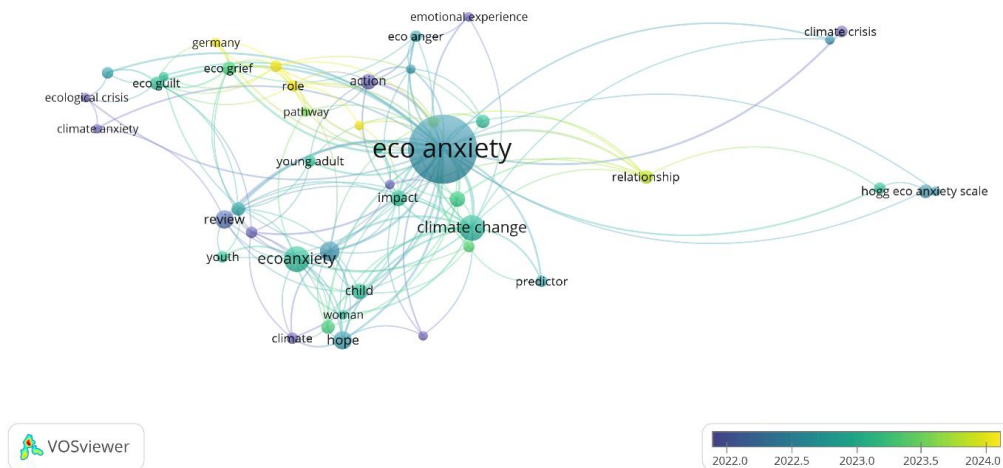 emotional experience
climate crisis
eco anger
germany
eco grief
action
eco guilt
role
ecological crisis
pathway
climate anxiety
eco anxiety
young adult
relationship
hogg eco anxiety scale
impact
review
climate change
youth
ecoanxiety
predictor
child
woman
climate
hope
VOSviewer
2022.0 2022.5 2023.0 2023.5 2024.0